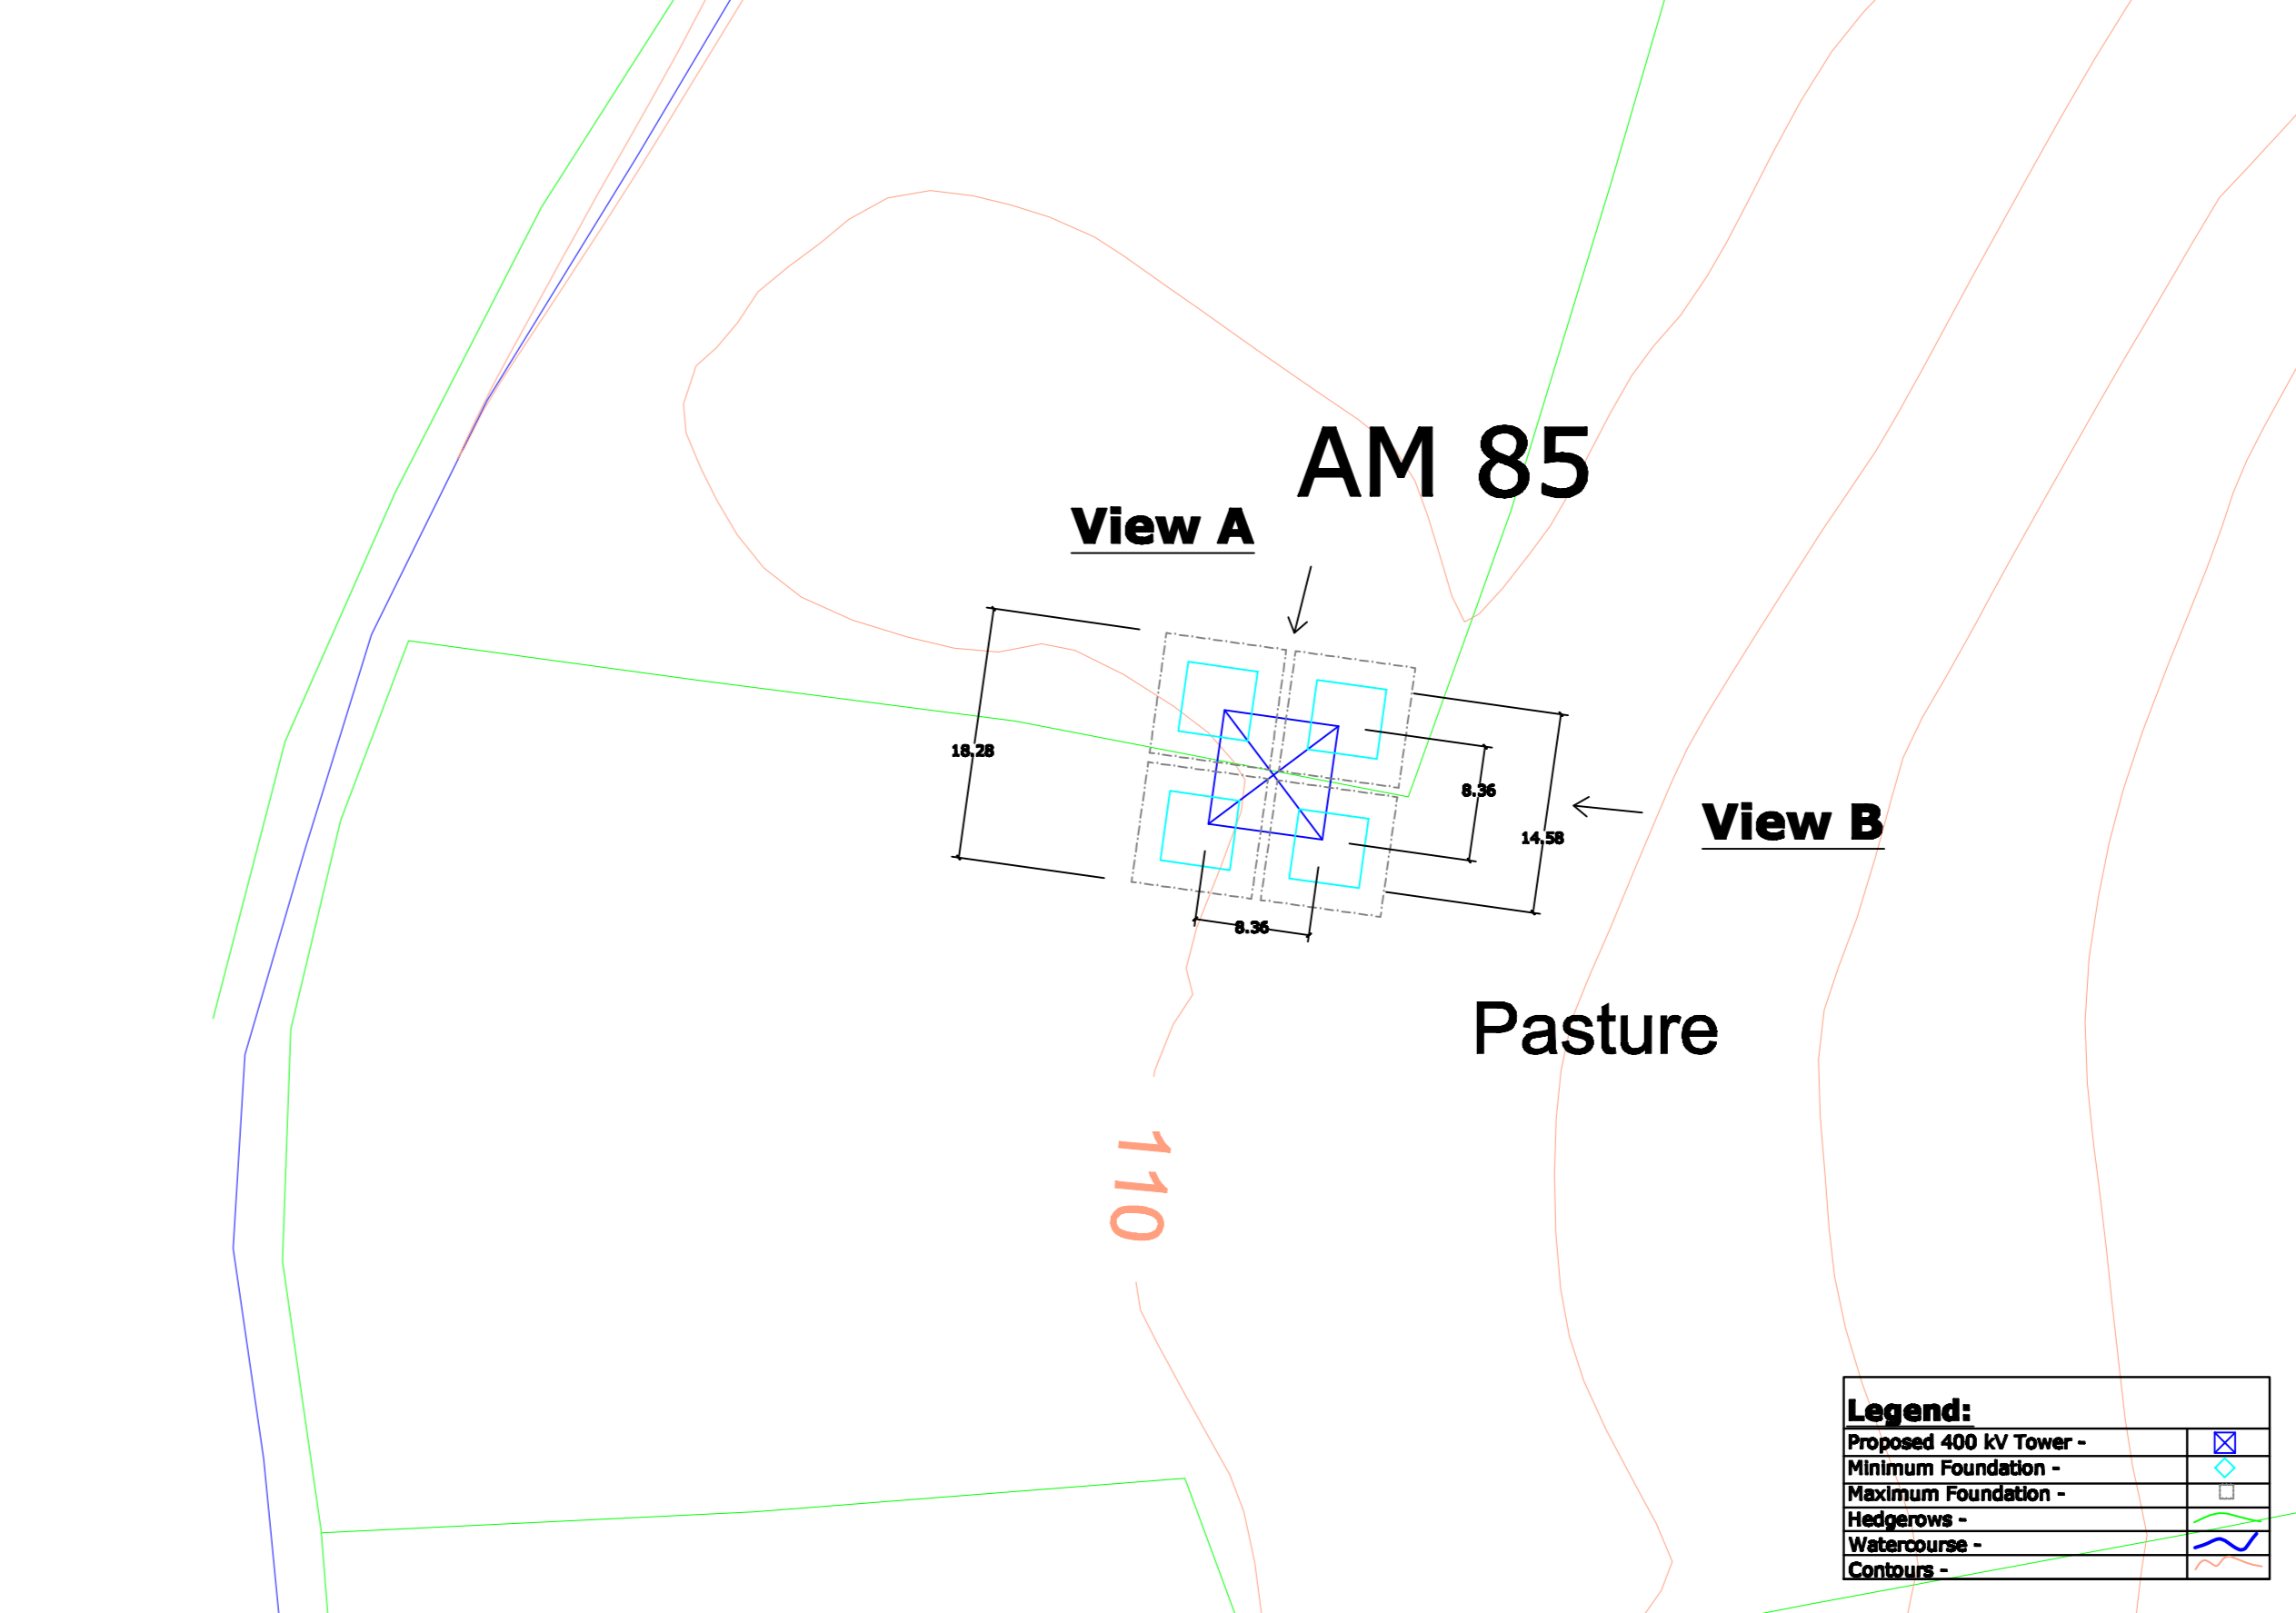 AM 85
View A
18.28
8.36
14.58
View B
8.36
Pasture
110
Legend:
Proposed 400 kV Tower -
Minimum Foundation -
Maximum Foundation -
Hedgerows -
Watercourse -
Contours -